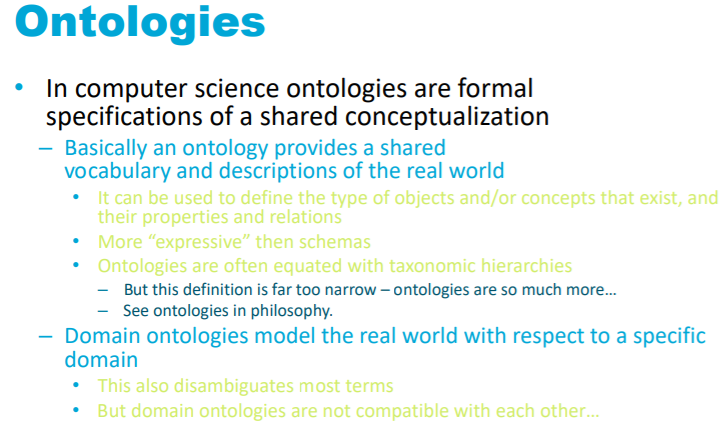 Ontologies
• In computer science ontologies are formal
specifications of a shared conceptualization
– Basically an ontology provides a shared
vocabulary and descriptions of the real world
• It can be used to define the type of objects and/or concepts that exist, and
their properties and relations
• More “expressive” then schemas
• Ontologies are often equated with taxonomic hierarchies
– But this definition is far too narrow – ontologies are so much more…
– See ontologies in philosophy.
– Domain ontologies model the real world with respect to a specific
domain
• This also disambiguates most terms
• But domain ontologies are not compatible with each other…